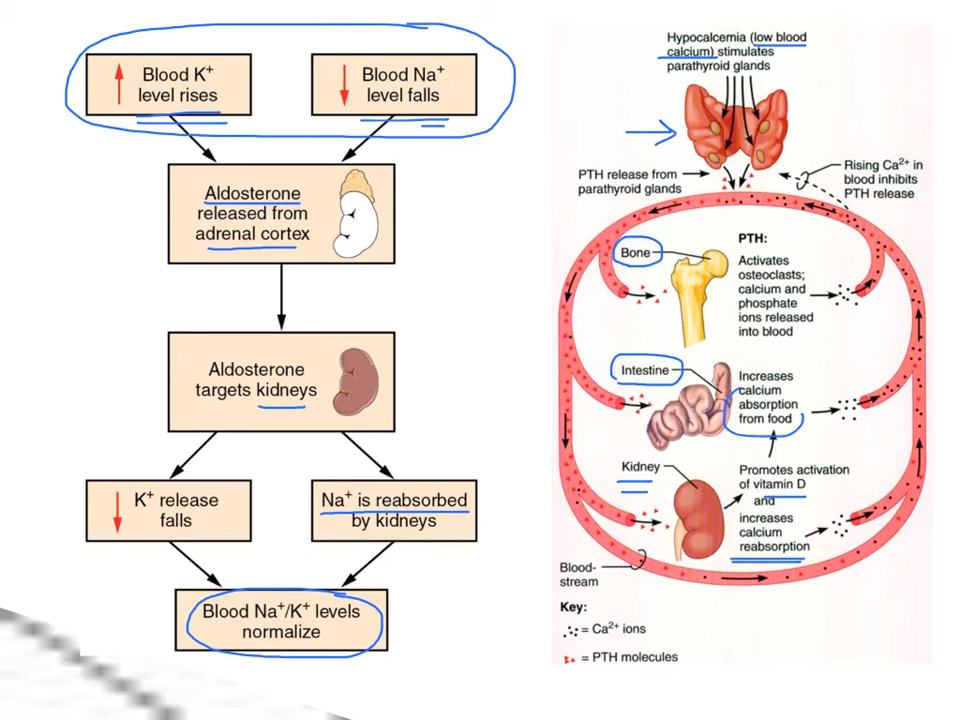 Blood K+
level rises
Blood Na+
level falls
Aldosterone
released from
adrenal cortex
Aldosterone
targets kidneys
K+ release
falls
Na+ is reabsorbed
by kidneys
Blood Na+/K+ levels
normalize
Hypocalcemia (low blood
calcium) stimulates
parathyroid glands
PTH release from
parathyroid glands
Rising Ca2+ in
blood inhibits
PTH release
Bone
PTH:
Activates
osteoclasts;
calcium and
phosphate
ions released
into blood
Intestine
Increases
calcium
absorption
from food
Kidney
Promotes activation
of vitamin D
and
increases
calcium
reabsorption
Blood-
stream
Key:
= Ca2+ ions
= PTH molecules